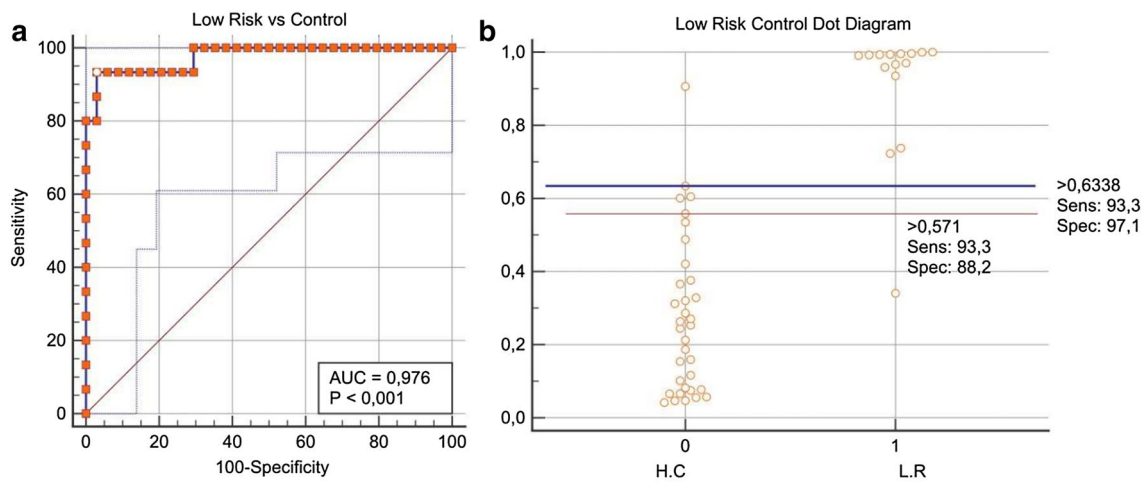 a
Low Risk vs Control
100
80
60
40
20
0
Sensitivity
0 20 40 60 80 100
100-Specificity
AUC = 0,976
P < 0,001
b
Low Risk Control Dot Diagram
1,0
0,8
0,6
0,4
0,2
0,0
0 1
H.C L.R
>0,6338
Sens: 93,3
Spec: 97,1
>0,571
Sens: 93,3
Spec: 88,2